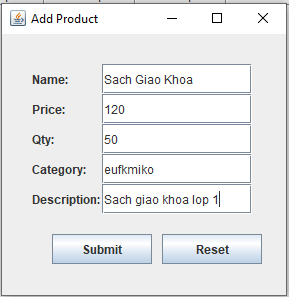 Add Product
Name: Sach Giao Khoa
Price: 120
Qty: 50
Category: eufkmiko
Description: Sach giao khoa lop 1
Submit Reset